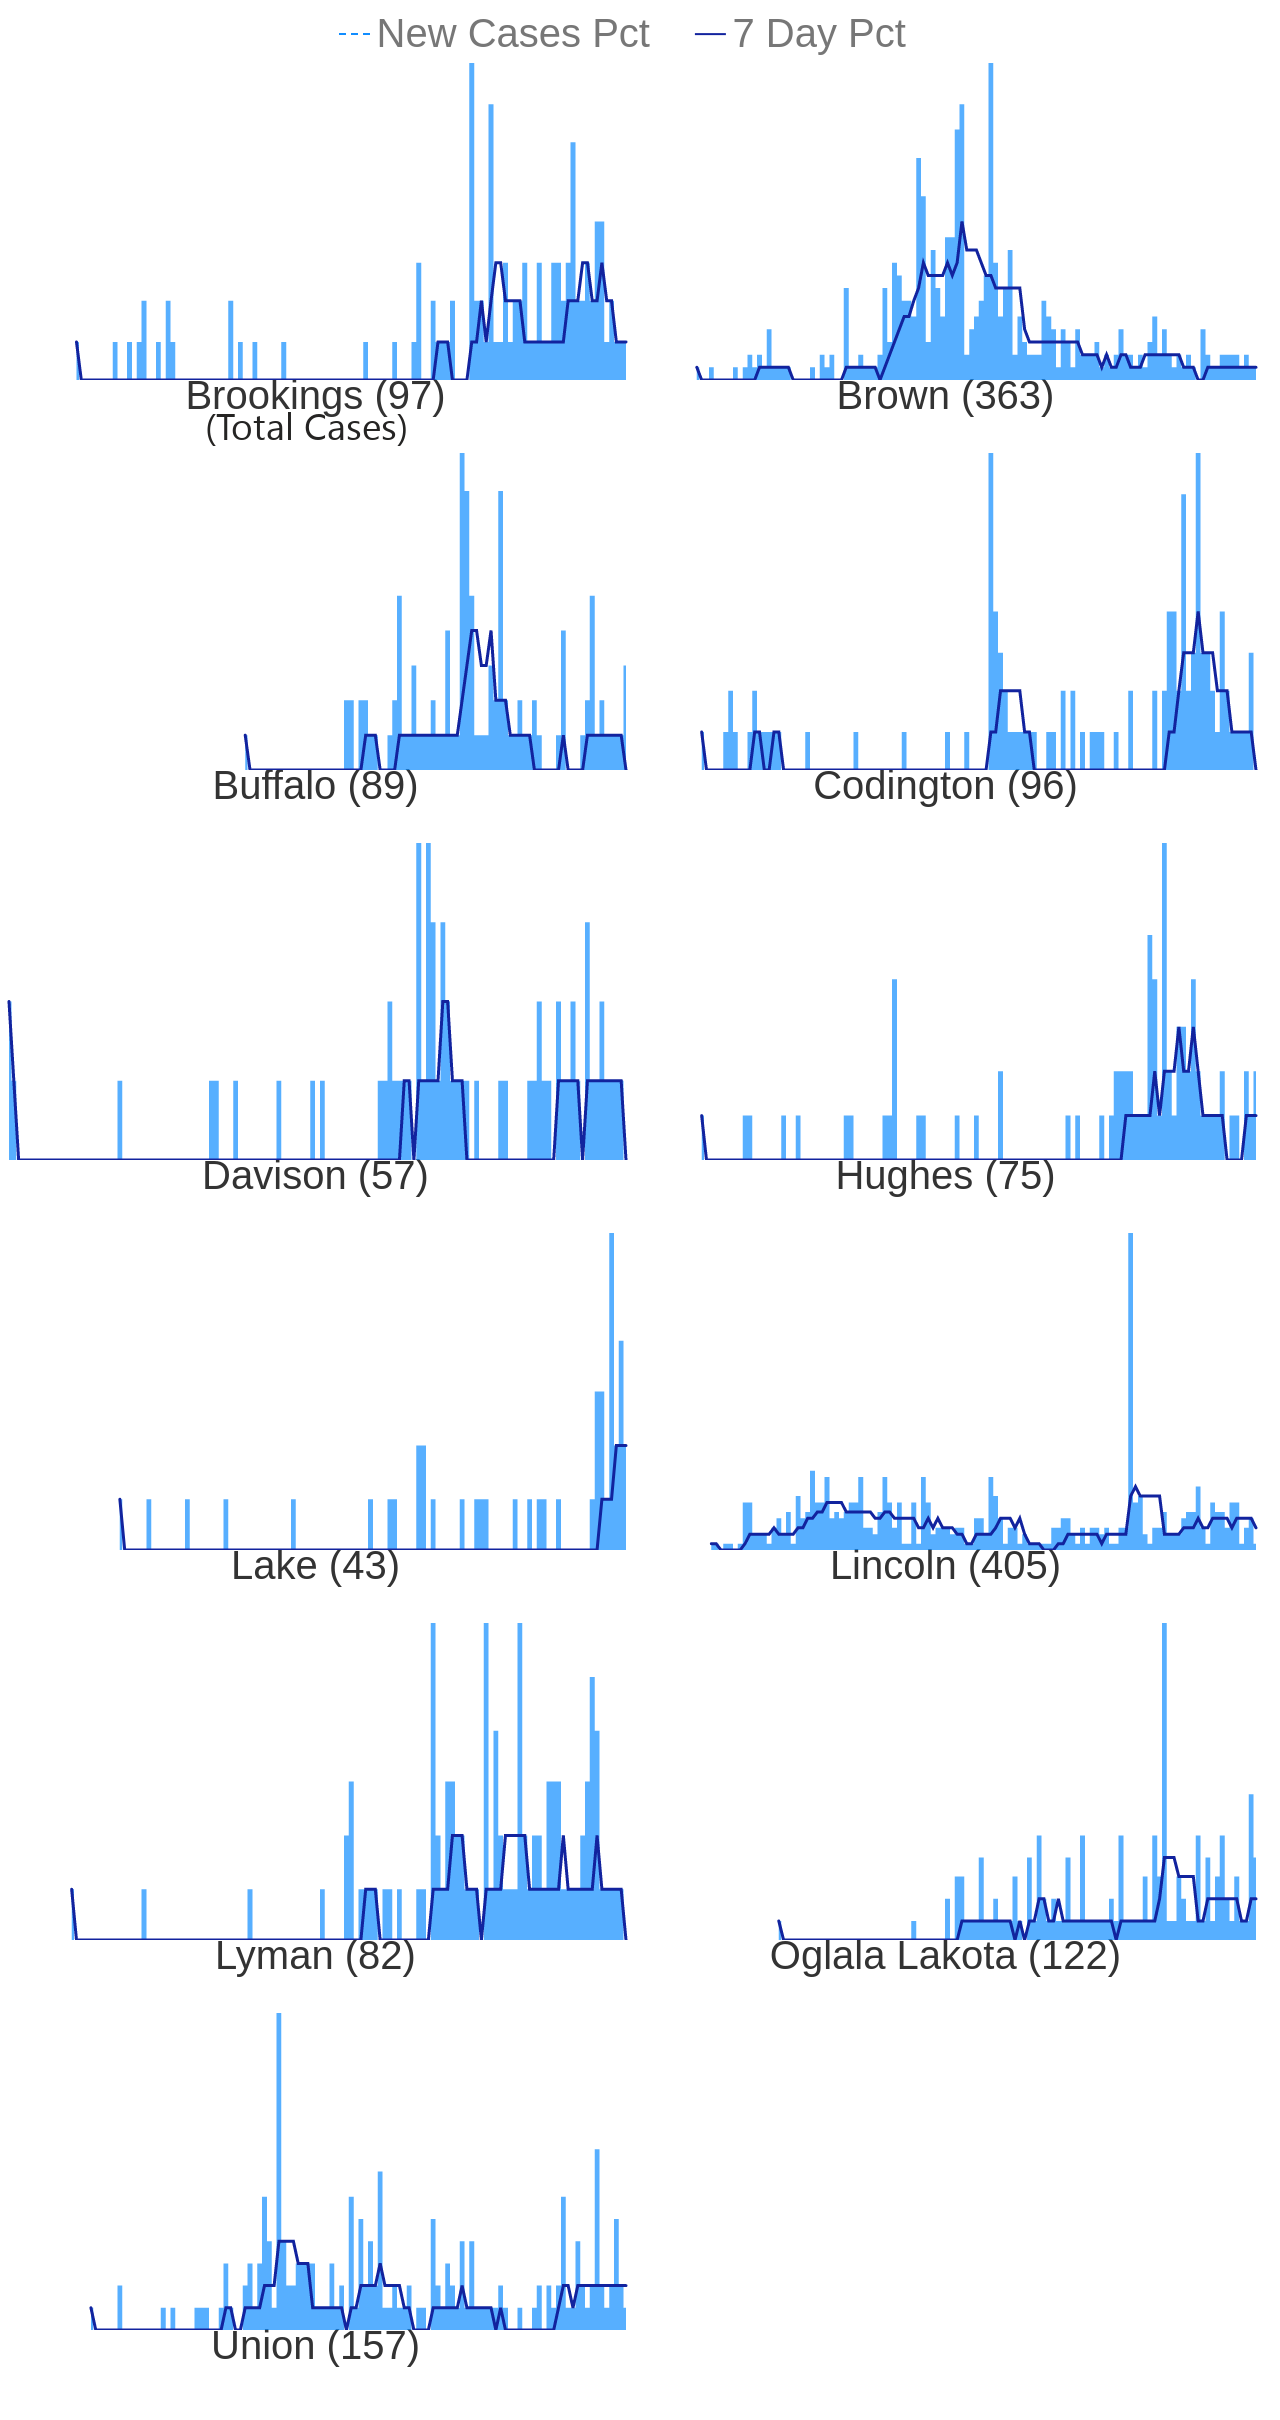 New Cases Pct 7 Day Pct
Brookings (97) Brown (363)
(Total Cases)
Buffalo (89) Codington (96)
Davison (57) Hughes (75)
Lake (43) Lincoln (405)
Lyman (82) Oglala Lakota (122)
Union (157)